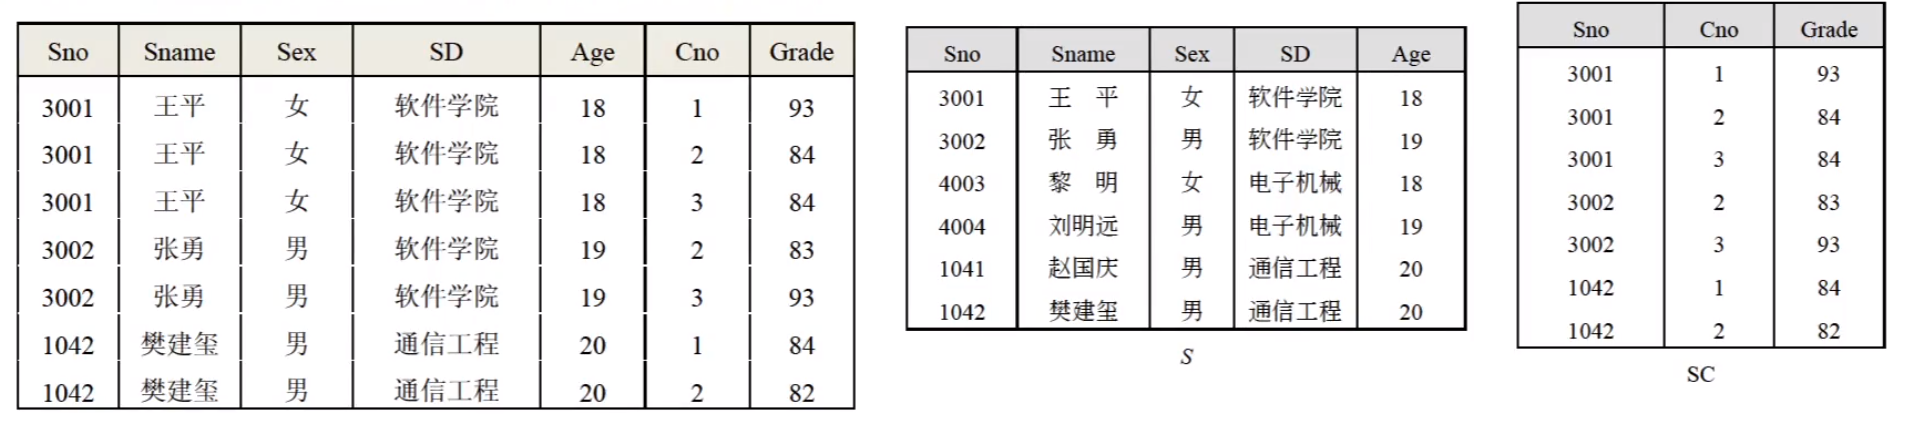 Sno Sname Sex SD Age Cno Grade
3001 王平 女 软件学院 18 1 93
3001 王平 女 软件学院 18 2 84
3001 王平 女 软件学院 18 3 84
3002 张勇 男 软件学院 19 2 83
3002 张勇 男 软件学院 19 3 93
1042 樊建玺 男 通信工程 20 1 84
1042 樊建玺 男 通信工程 20 2 82
Sno Sname Sex SD Age
3001 王 平 女 软件学院 18
3002 张 勇 男 软件学院 19
4003 黎 明 女 电子机械 18
4004 刘明远 男 电子机械 19
1041 赵国庆 男 通信工程 20
1042 樊建玺 男 通信工程 20
S
Sno Cno Grade
3001 1 93
3001 2 84
3001 3 84
3002 2 83
3002 3 93
1042 1 84
1042 2 82
SC